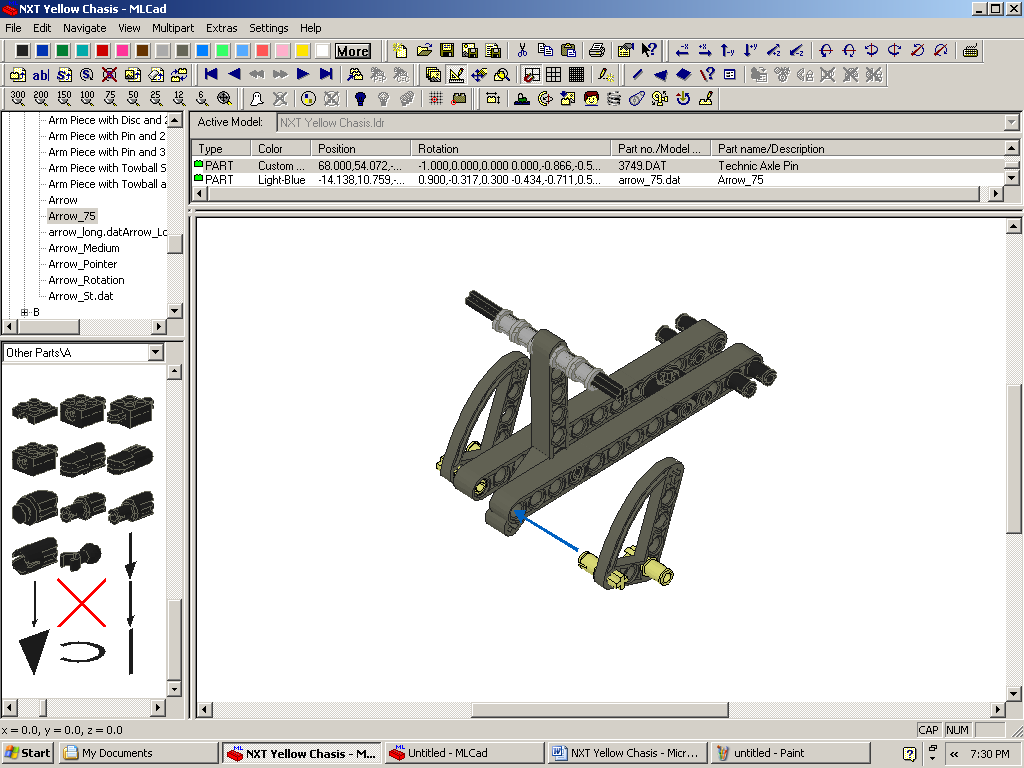 NXT Yellow Chasis - MLCad
File Edit Navigate View Multipart Extras Settings Help
More
ab
300 200 150 100 75 50 25 12 6
Arm Piece with Disc and 2
Arm Piece with Pin and 2
Arm Piece with Pin and 3
Arm Piece with Towball S
Arm Piece with Towball a
Arrow
Arrow_75
arrow_long.datArrow_Lo
Arrow_Medium
Arrow_Pointer
Arrow_Rotation
Arrow_St.dat
B
Other Parts\A
Active Model: NXT Yellow Chasis.ldr
Type Color Position Rotation Part no./Model ... Part name/Description
PART Custom ... 68.000,54.072,-... -1.000,0.000,0.000 0.000,-0.866,-0.5... 3749.DAT Technic Axle Pin
PART Light-Blue -14.138,10.759,-... 0.900,-0.317,0.300 -0.434,-0.711,0.5... arrow_75.dat Arrow_75
x = 0.0, y = 0.0, z = 0.0 CAP NUM
Start My Documents NXT Yellow Chasis - M... Untitled - MLCad NXT Yellow Chasis - Micr... untitled - Paint 7:30 PM